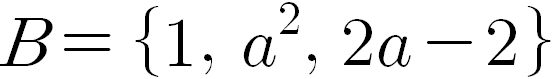 B = {1, a², 2a − 2}